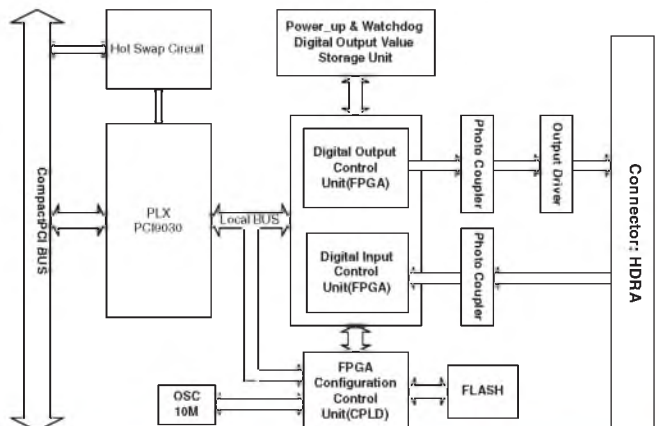 Hot Swap Circuit
Power_up & Watchdog
Digital Output Value
Storage Unit
CompactPCI BUS
PLX
PCI9030
Local BUS
Digital Output
Control
Unit(FPGA)
Photo Coupler
Output Driver
Connector: HDRA
Digital Input
Control
Unit(FPGA)
Photo Coupler
OSC
10M
FPGA
Configuration
Control
Unit(CPLD)
FLASH